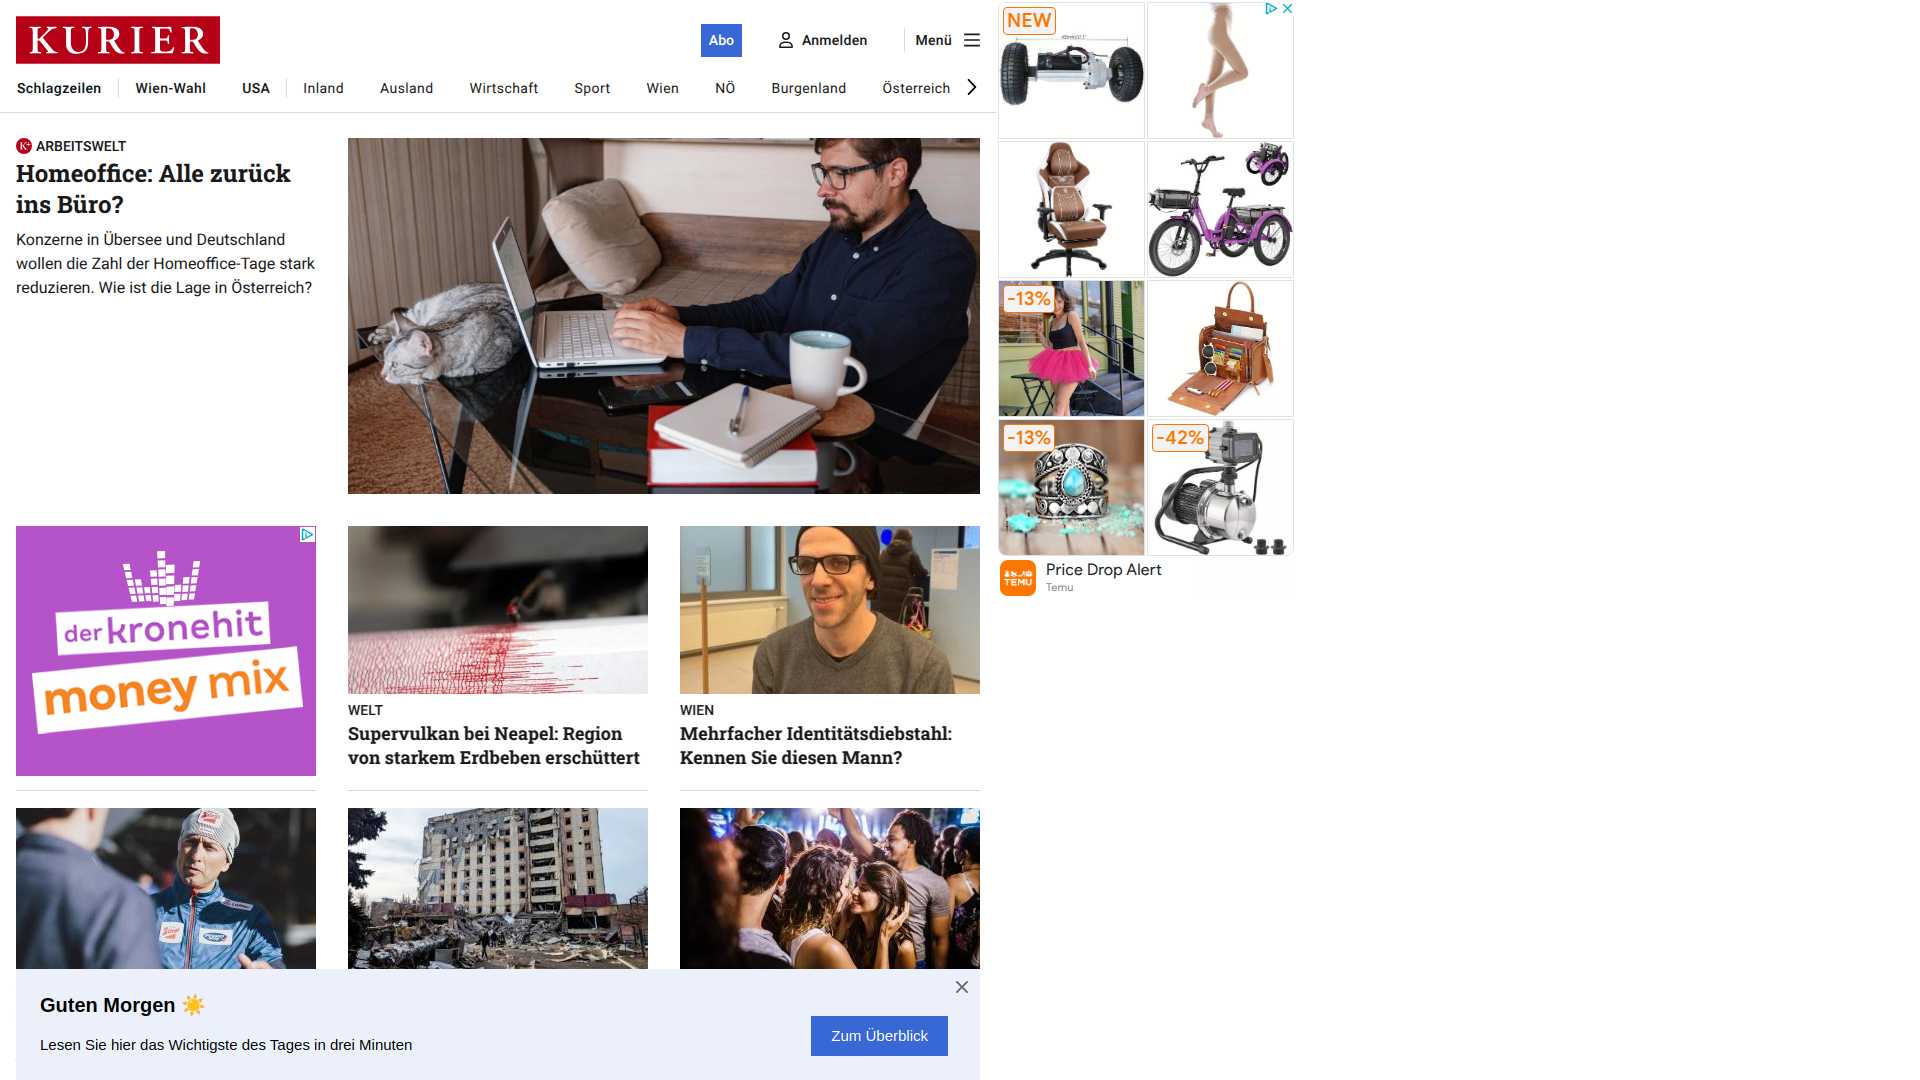 KURIER
Abo
Anmelden
Menü
Schlagzeilen
Wien-Wahl
USA
Inland
Ausland
Wirtschaft
Sport
Wien
NÖ
Burgenland
Österreich
K+ ARBEITSWELT
Homeoffice: Alle zurück
ins Büro?
Konzerne in Übersee und Deutschland
wollen die Zahl der Homeoffice-Tage stark
reduzieren. Wie ist die Lage in Österreich?
NEW
-13%
-13%
-42%
TEMU
Price Drop Alert
Temu
der kronehit
money mix
WELT
Supervulkan bei Neapel: Region
von starkem Erdbeben erschüttert
WIEN
Mehrfacher Identitätsdiebstahl:
Kennen Sie diesen Mann?
Guten Morgen ☀️
Lesen Sie hier das Wichtigste des Tages in drei Minuten
Zum Überblick